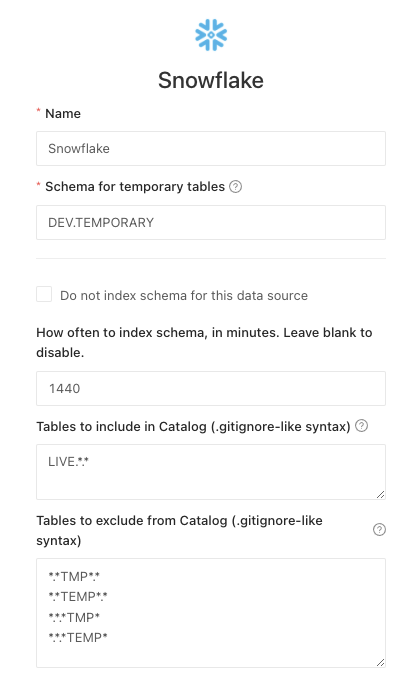 Snowflake
* Name
Snowflake
* Schema for temporary tables ?
DEV.TEMPORARY
Do not index schema for this data source
How often to index schema, in minutes. Leave blank to
disable.
1440
Tables to include in Catalog (.gitignore-like syntax) ?
LIVE.*.*
Tables to exclude from Catalog (.gitignore-like
syntax) ?
*.*TMP*.*
*.*TEMP*.*
*.*.*TMP*
*.*.*TEMP*